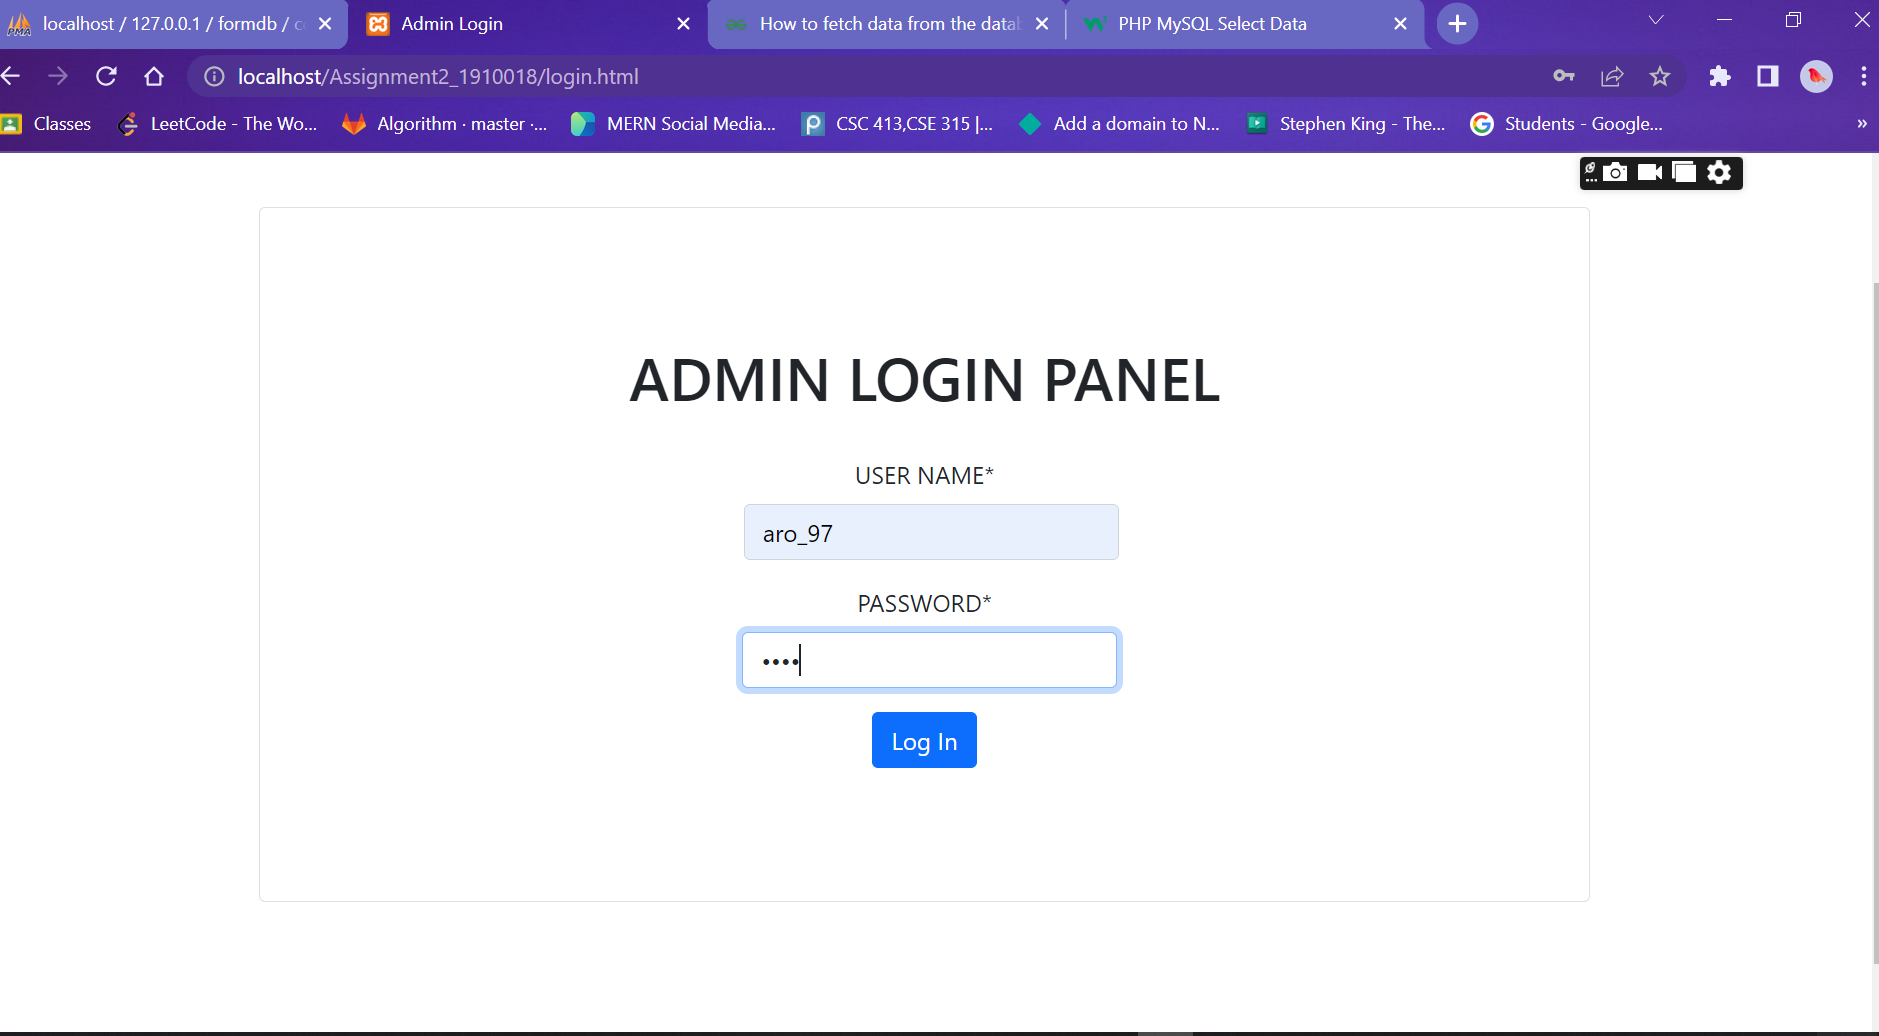 localhost / 127.0.0.1 / formdb / c
Admin Login
How to fetch data from the datab
PHP MySQL Select Data
localhost/Assignment2_1910018/login.html
Classes
LeetCode - The Wo...
Algorithm · master ·...
MERN Social Media...
CSC 413,CSE 315 |...
Add a domain to N...
Stephen King - The...
Students - Google...
»
ADMIN LOGIN PANEL
USER NAME*
aro_97
PASSWORD*
••••
Log In